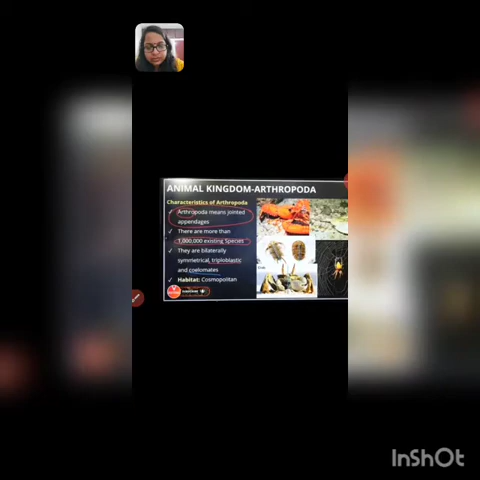 ANIMAL KINGDOM-ARTHROPODA
Characteristics of Arthropoda
✓ Arthropoda means jointed
appendages
✓ There are more than
1,000,000 existing Species
✓ They are bilaterally
symmetrical, triploblastic
and coelomates
✓ Habitat: Cosmopolitan
SUBSCRIBE
InShOt